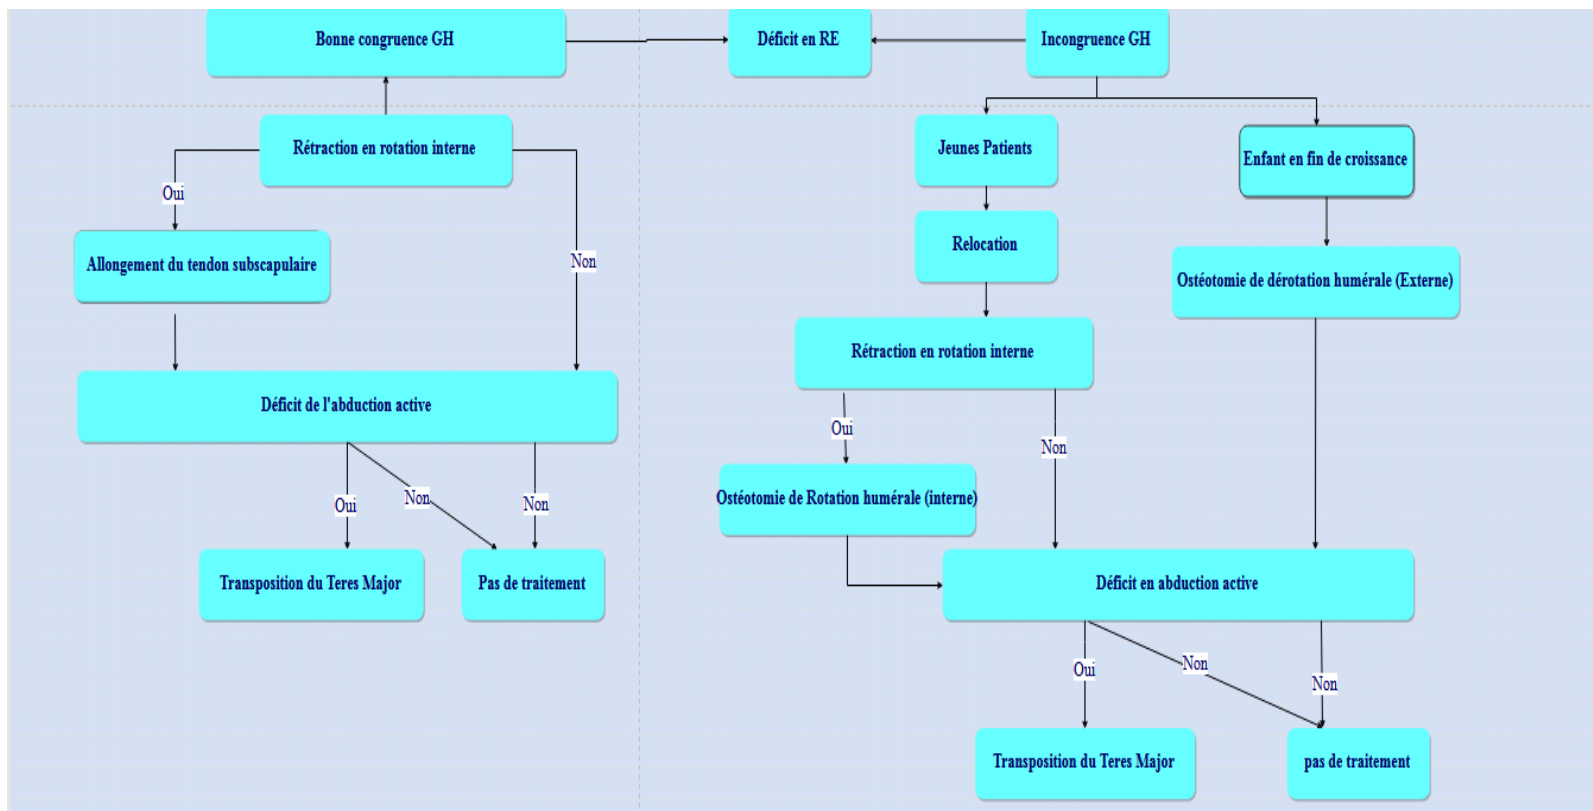 Bonne congruence GH
Déficit en RE
Incongruence GH
Rétraction en rotation interne
Jeunes Patients
Enfant en fin de croissance
Oui
Non
Allongement du tendon subscapulaire
Relocation
Ostéotomie de dérotation humérale (Externe)
Rétraction en rotation interne
Déficit de l'abduction active
Oui
Non
Oui
Non
Non
Ostéotomie de Rotation humérale (interne)
Transposition du Teres Major
Pas de traitement
Déficit en abduction active
Oui
Non
Non
Transposition du Teres Major
pas de traitement